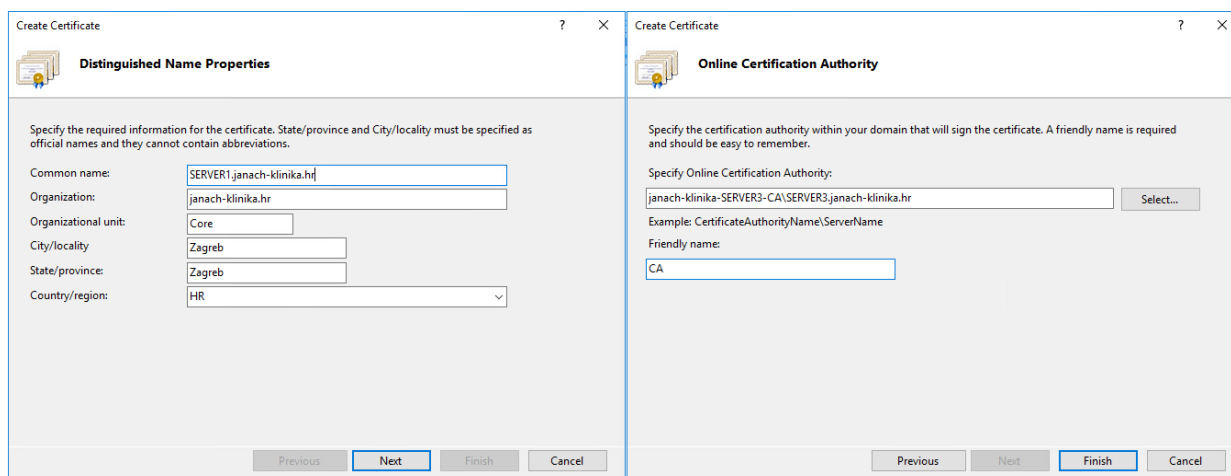 Create Certificate
?
Distinguished Name Properties
Specify the required information for the certificate. State/province and City/locality must be specified as
official names and they cannot contain abbreviations.
Common name:
SERVER1.janach-klinika.hr
Organization:
janach-klinika.hr
Organizational unit:
Core
City/locality
Zagreb
State/province:
Zagreb
Country/region:
HR
Previous
Next
Finish
Cancel
Create Certificate
?
Online Certification Authority
Specify the certification authority within your domain that will sign the certificate. A friendly name is required
and should be easy to remember.
Specify Online Certification Authority:
janach-klinika-SERVER3-CA\SERVER3.janach-klinika.hr
Select...
Example: CertificateAuthorityName\ServerName
Friendly name:
CA
Previous
Next
Finish
Cancel